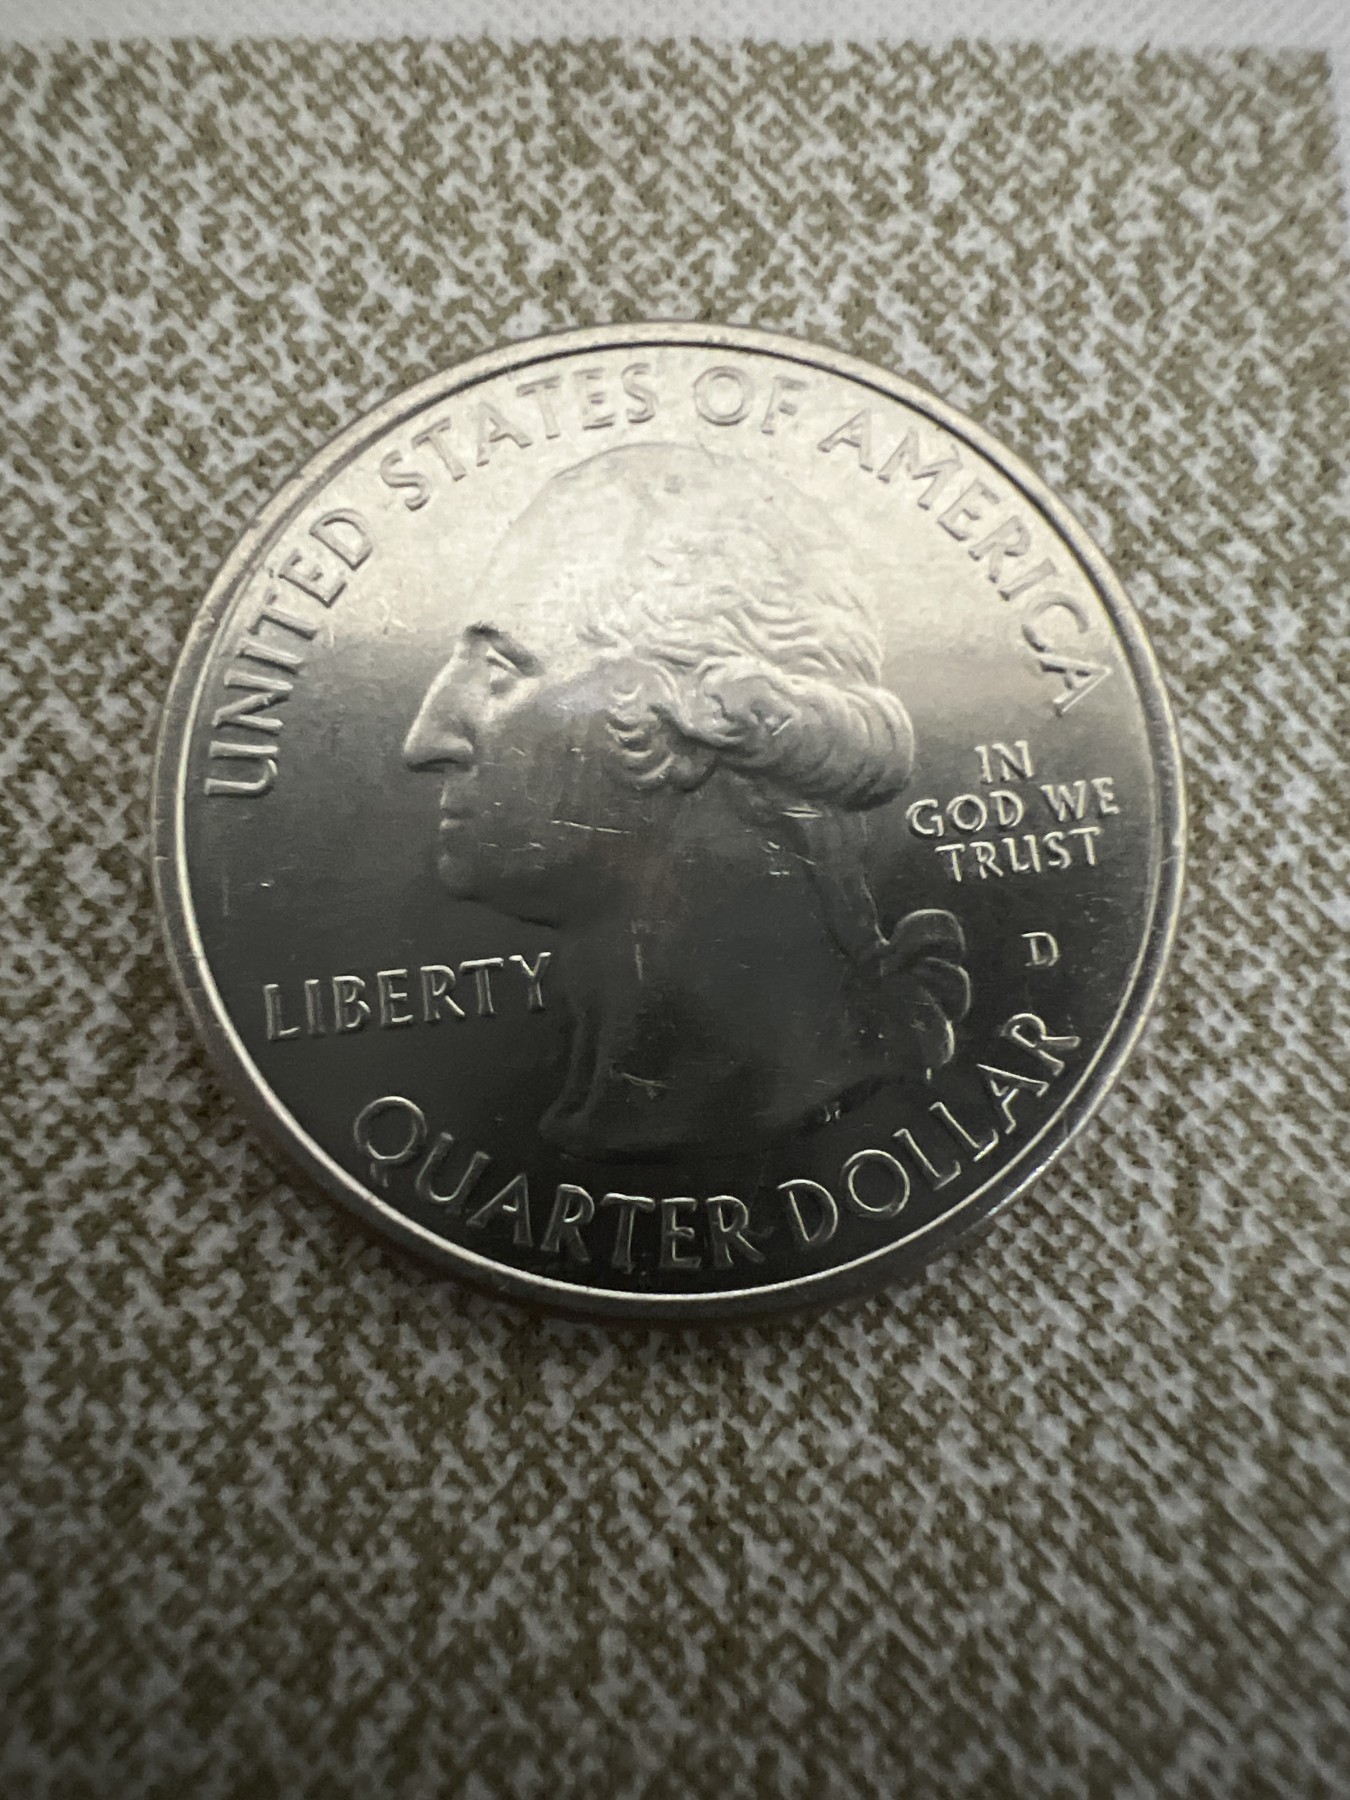 UNITED STATES OF AMERICA
IN
GOD WE
TRUST
D
LIBERTY
QUARTER DOLLAR